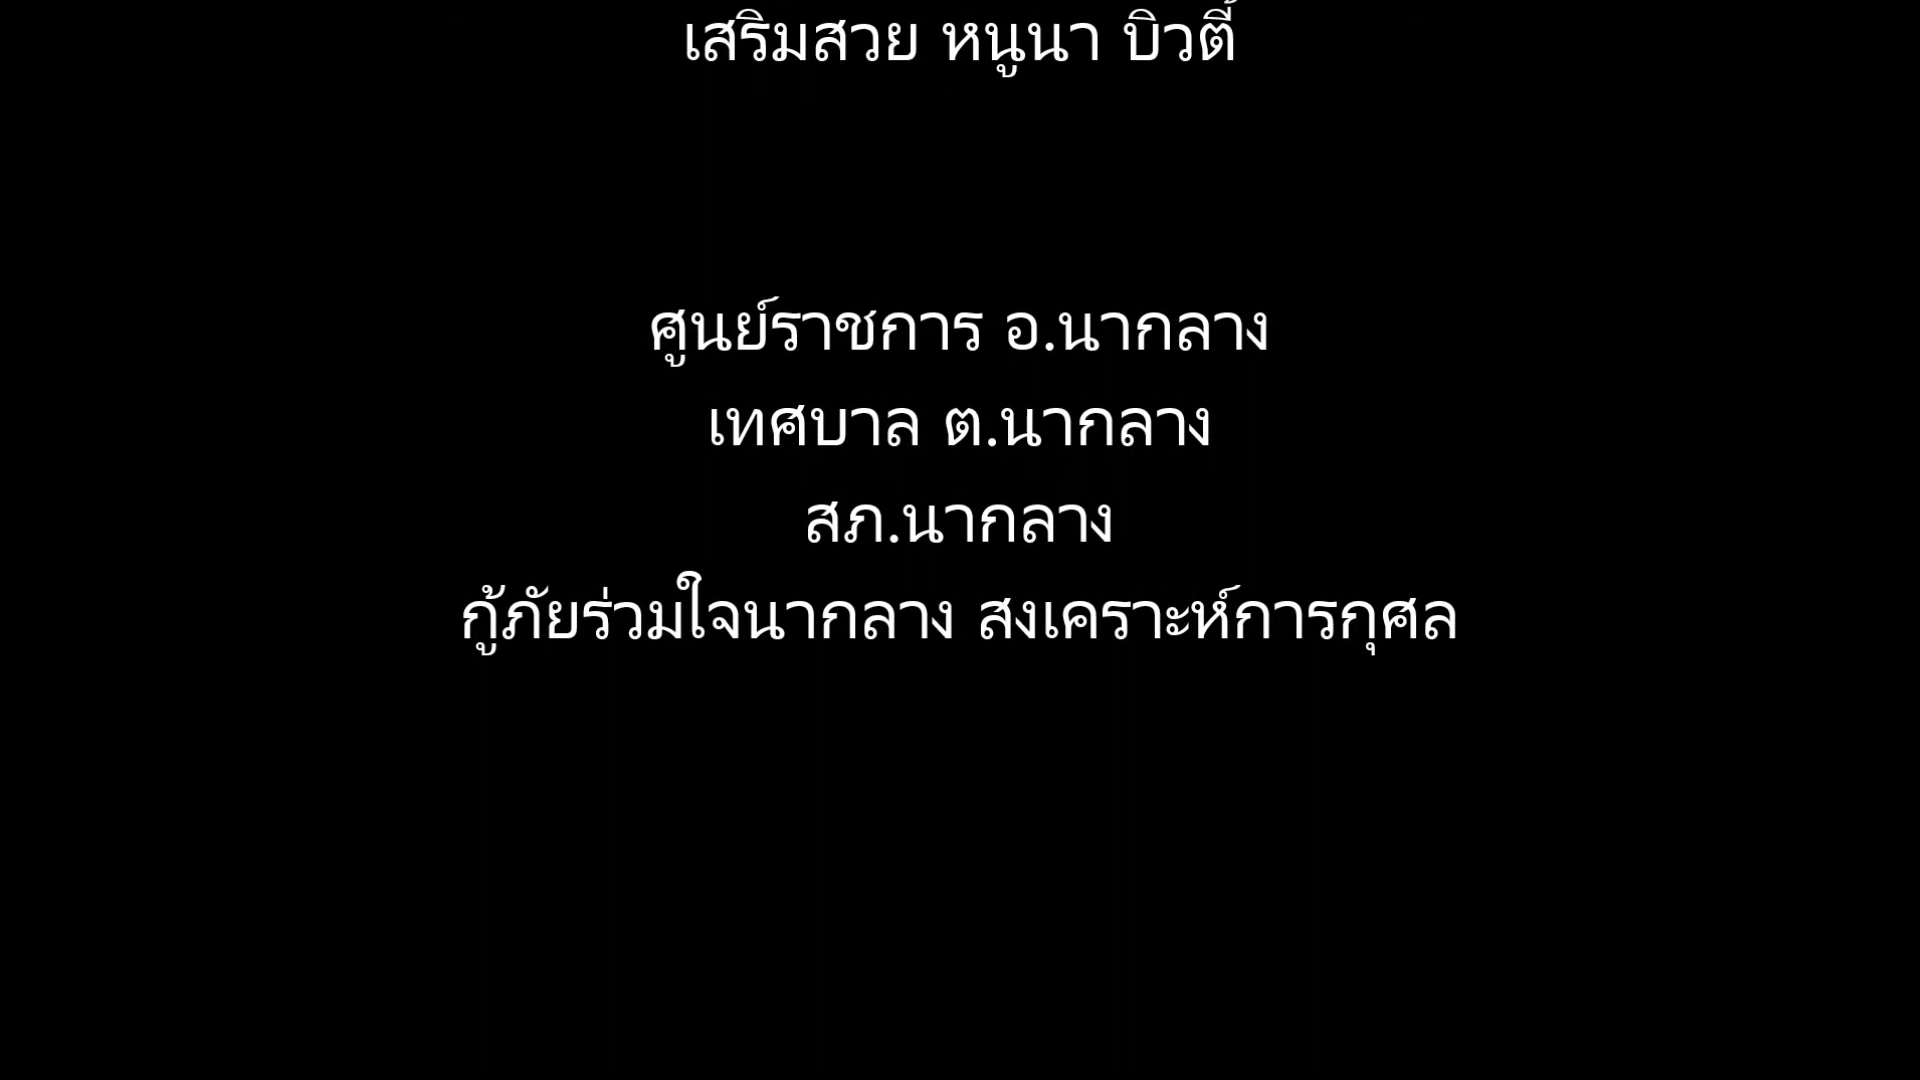 เสริมสวย หนูนา บิวตี้
ศูนย์ราชการ อ.นากลาง
เทศบาล ต.นากลาง
สภ.นากลาง
กู้ภัยร่วมใจนากลาง สงเคราะห์การกุศล